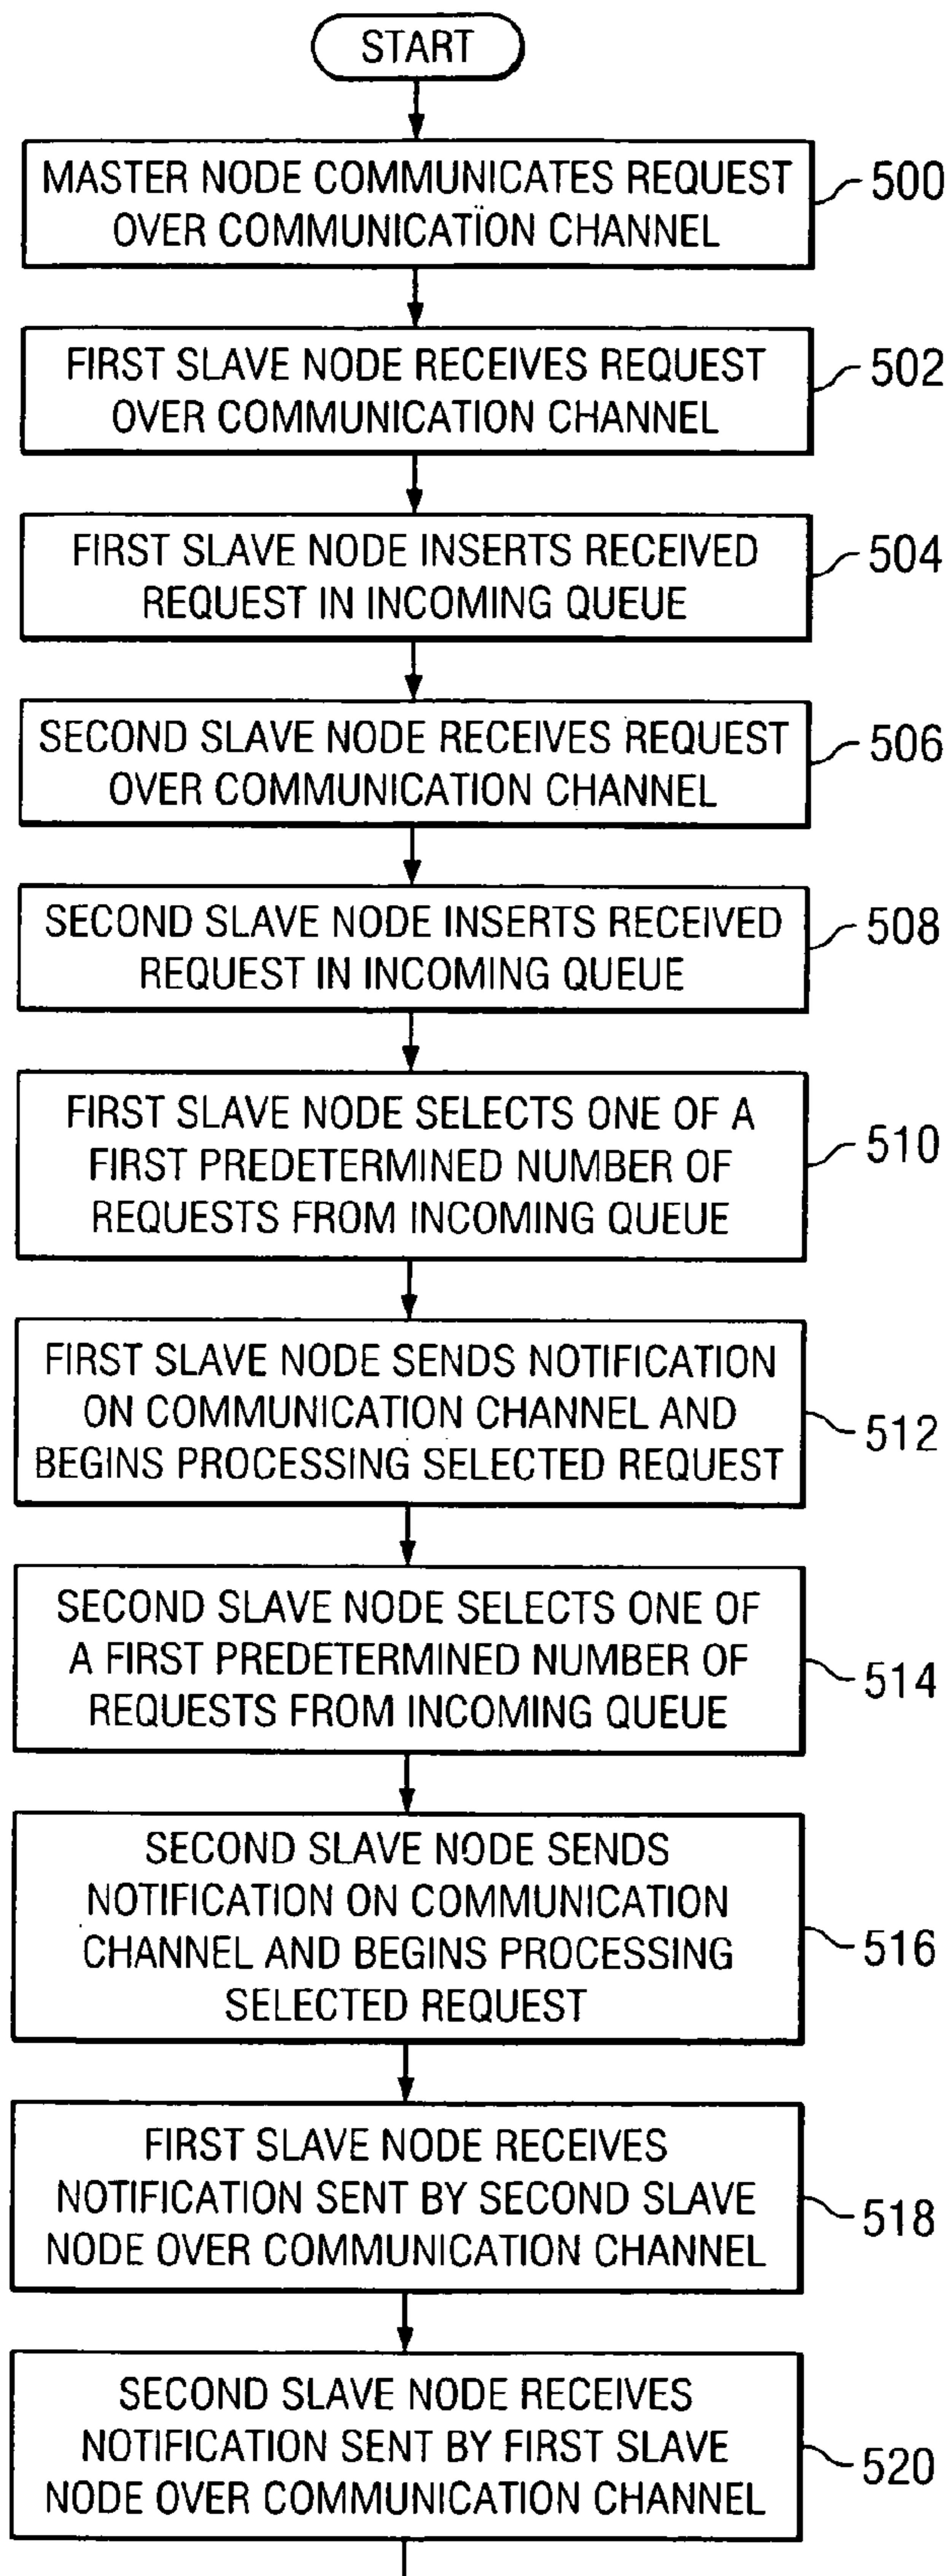 START
MASTER NODE COMMUNICATES REQUEST
OVER COMMUNICATION CHANNEL
500
FIRST SLAVE NODE RECEIVES REQUEST
OVER COMMUNICATION CHANNEL
502
FIRST SLAVE NODE INSERTS RECEIVED
REQUEST IN INCOMING QUEUE
504
SECOND SLAVE NODE RECEIVES REQUEST
OVER COMMUNICATION CHANNEL
506
SECOND SLAVE NODE INSERTS RECEIVED
REQUEST IN INCOMING QUEUE
508
FIRST SLAVE NODE SELECTS ONE OF A
FIRST PREDETERMINED NUMBER OF
REQUESTS FROM INCOMING QUEUE
510
FIRST SLAVE NODE SENDS NOTIFICATION
ON COMMUNICATION CHANNEL AND
BEGINS PROCESSING SELECTED REQUEST
512
SECOND SLAVE NODE SELECTS ONE OF
A FIRST PREDETERMINED NUMBER OF
REQUESTS FROM INCOMING QUEUE
514
SECOND SLAVE NODE SENDS
NOTIFICATION ON COMMUNICATION
CHANNEL AND BEGINS PROCESSING
SELECTED REQUEST
516
FIRST SLAVE NODE RECEIVES
NOTIFICATION SENT BY SECOND SLAVE
NODE OVER COMMUNICATION CHANNEL
518
SECOND SLAVE NODE RECEIVES
NOTIFICATION SENT BY FIRST SLAVE
NODE OVER COMMUNICATION CHANNEL
520